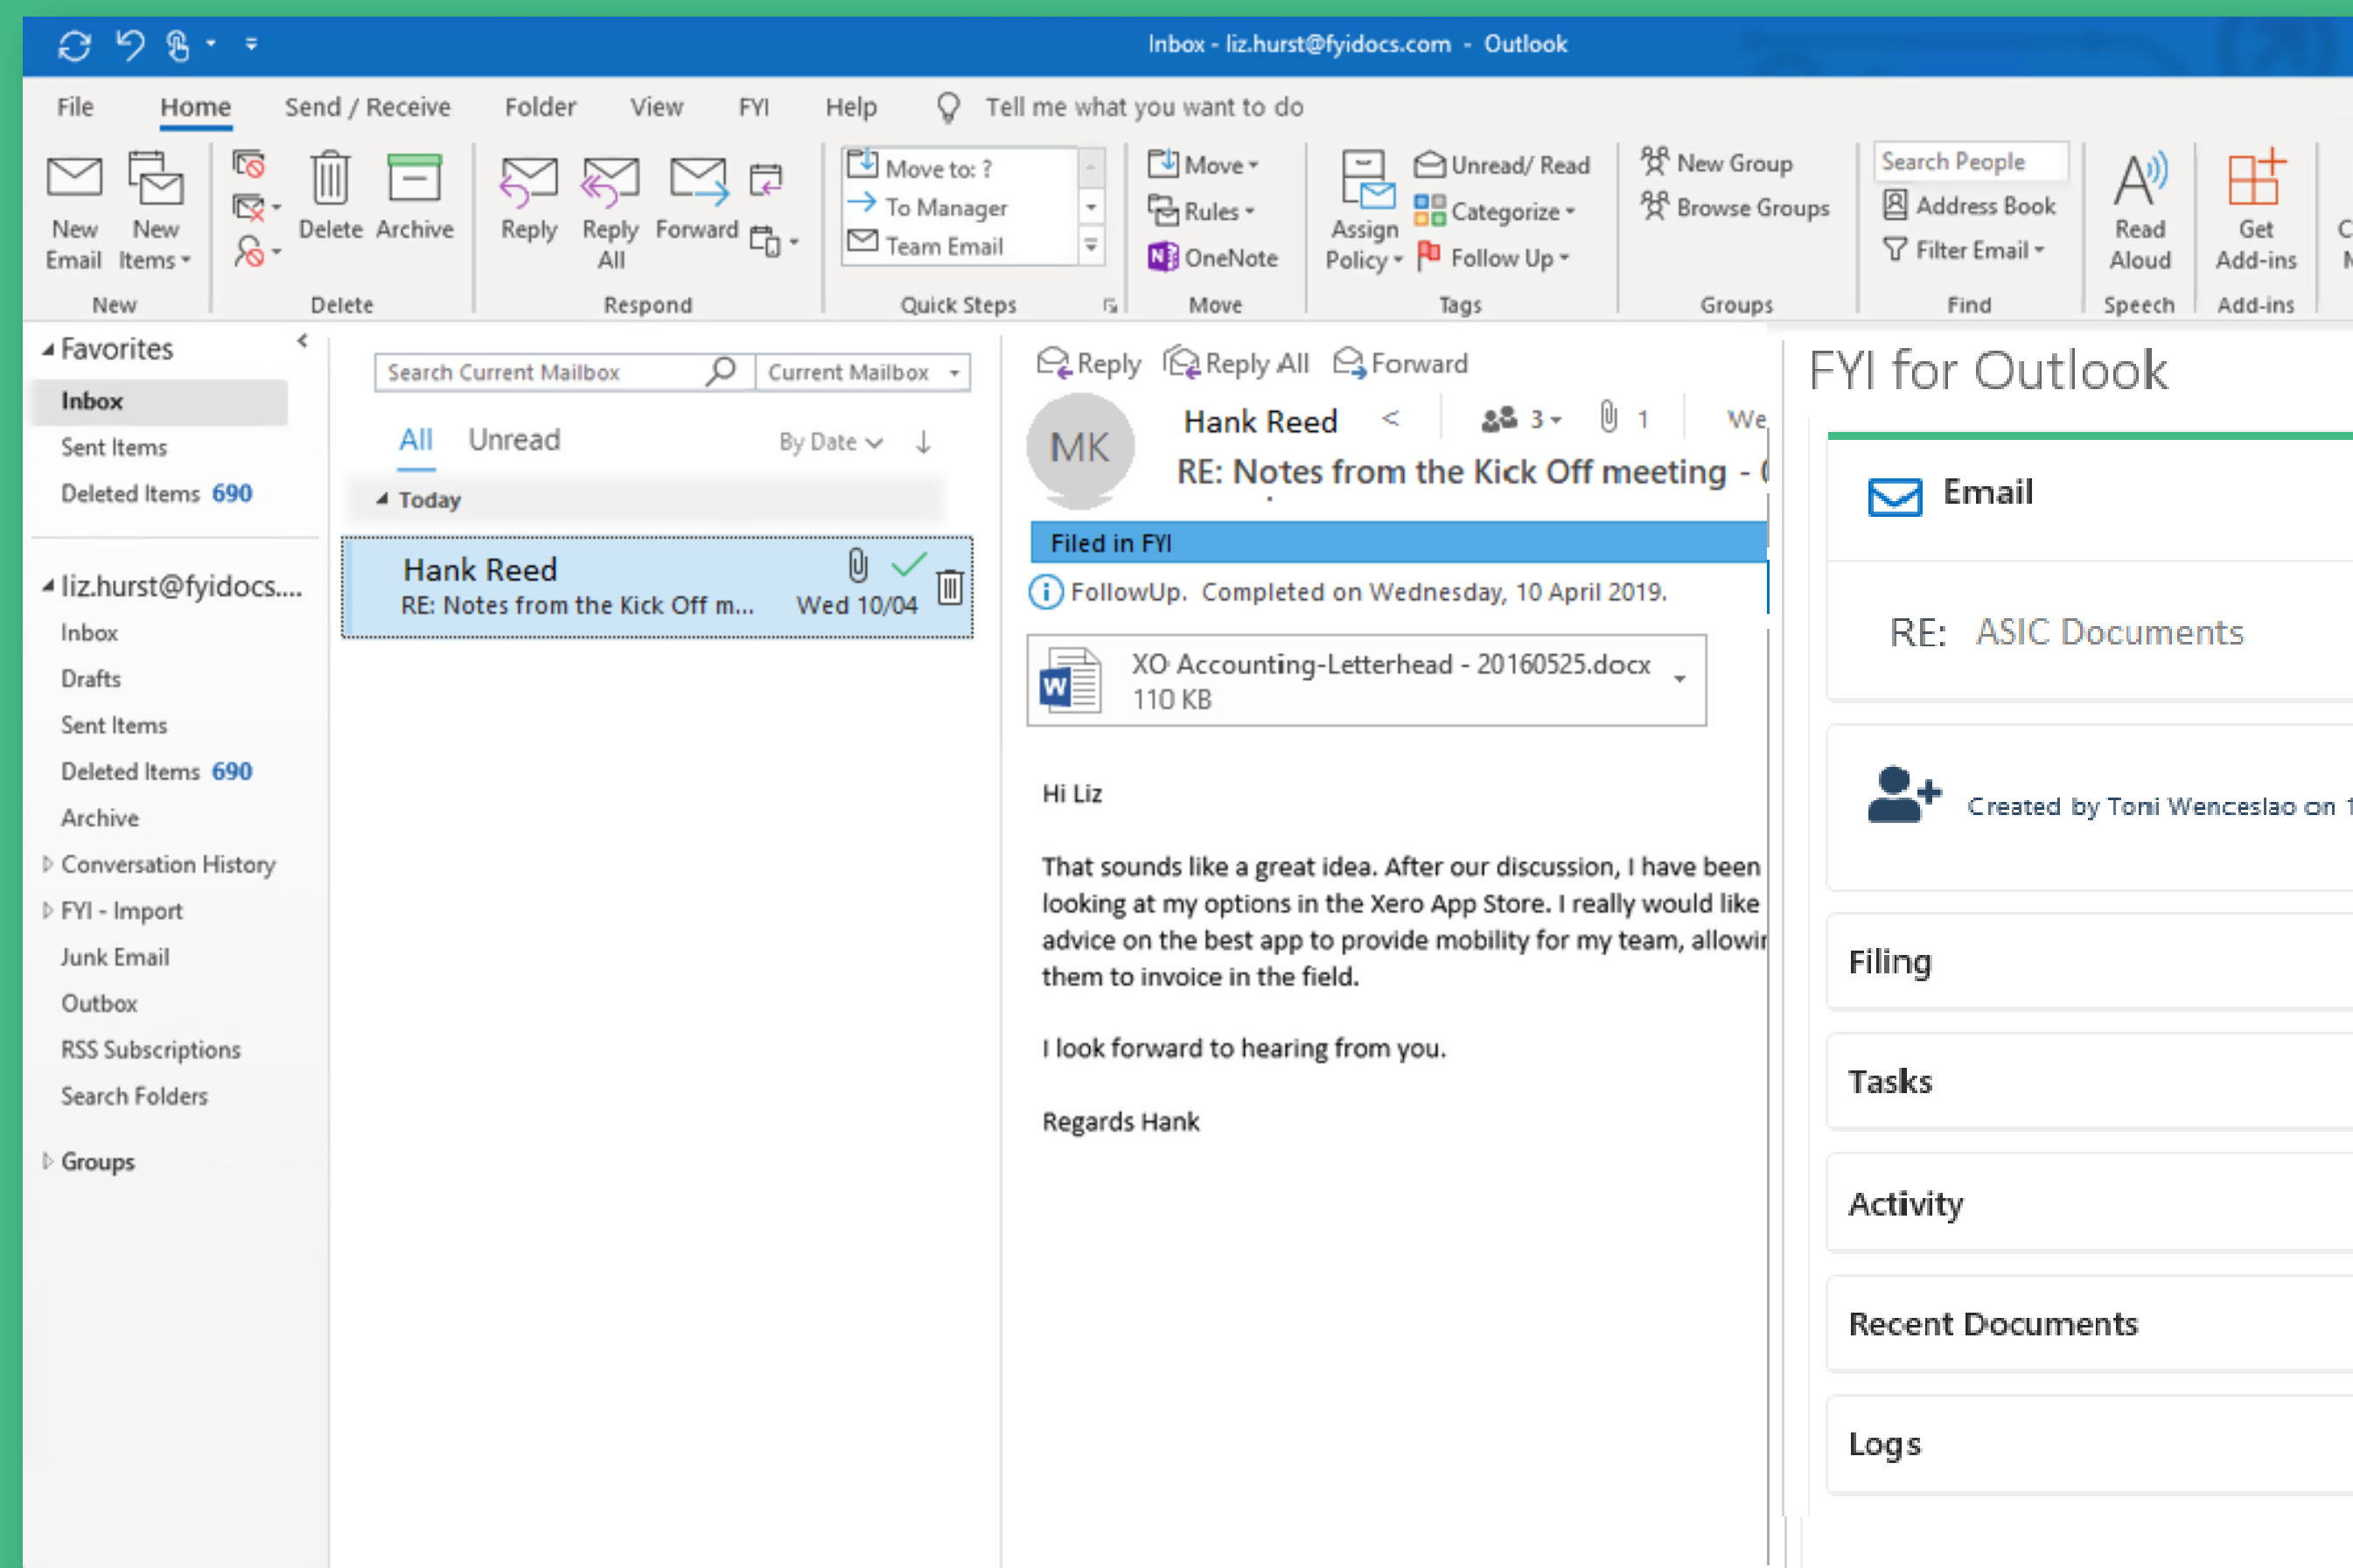 Inbox - liz.hurst@fyidocs.com - Outlook
File Home Send / Receive Folder View FYI Help Tell me what you want to do
New Email
New Items
New
Delete
Archive
Delete
Reply
Reply All
Forward
Respond
Move to: ?
To Manager
Team Email
Quick Steps
Move
Rules
OneNote
Move
Assign Policy
Unread/ Read
Categorize
Follow Up
Tags
New Group
Browse Groups
Groups
Search People
Address Book
Filter Email
Find
Read Aloud
Speech
Get Add-ins
Add-ins
Favorites
Inbox
Sent Items
Deleted Items 690
liz.hurst@fyidocs....
Inbox
Drafts
Sent Items
Deleted Items 690
Archive
Conversation History
FYI - Import
Junk Email
Outbox
RSS Subscriptions
Search Folders
Groups
Search Current Mailbox Current Mailbox
All Unread By Date
Today
Hank Reed
RE: Notes from the Kick Off m... Wed 10/04
Reply Reply All Forward
MK
Hank Reed < 3 1 We
RE: Notes from the Kick Off meeting -
Filed in FYI
FollowUp. Completed on Wednesday, 10 April 2019.
XO Accounting-Letterhead - 20160525.docx
110 KB
Hi Liz
That sounds like a great idea. After our discussion, I have been
looking at my options in the Xero App Store. I really would like
advice on the best app to provide mobility for my team, allowin
them to invoice in the field.
I look forward to hearing from you.
Regards Hank
FYI for Outlook
Email
RE: ASIC Documents
Created by Toni Wenceslao on 1
Filing
Tasks
Activity
Recent Documents
Logs